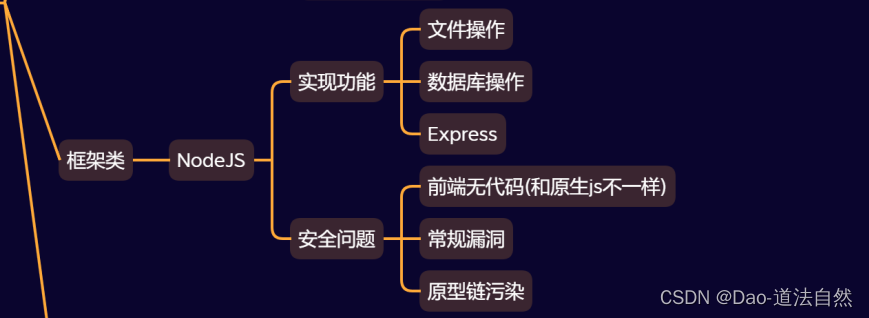 框架类
NodeJS
实现功能
文件操作
数据库操作
Express
安全问题
前端无代码(和原生js不一样)
常规漏洞
原型链污染
CSDN @Dao-道法自然